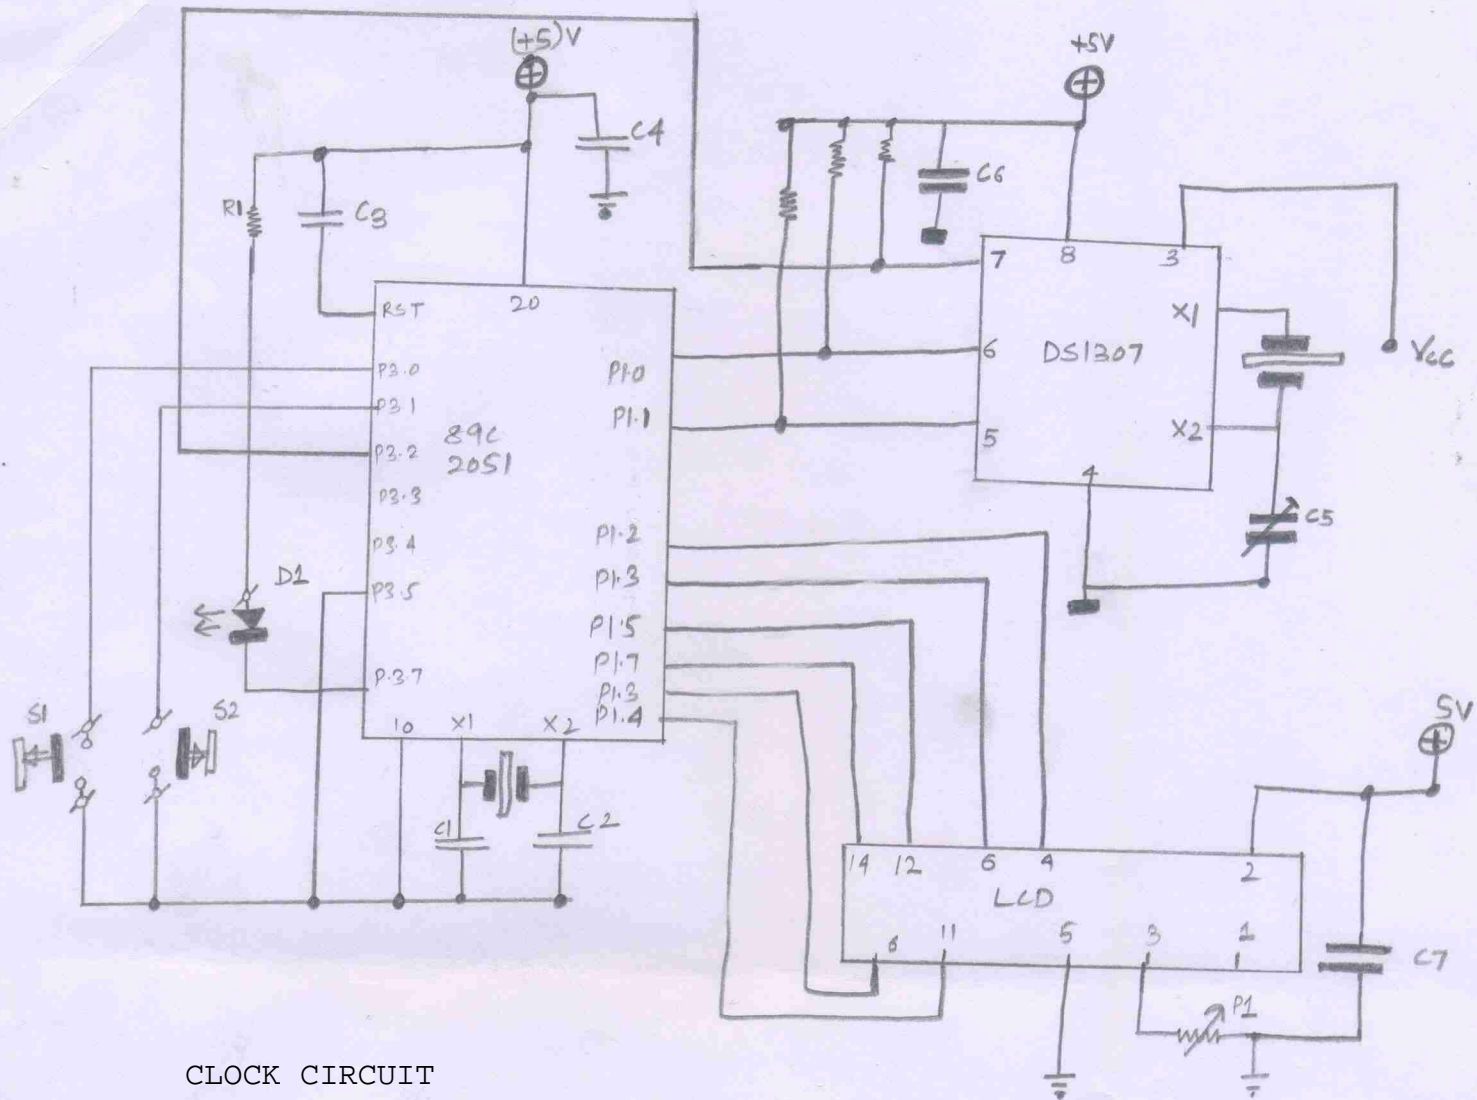 (+5)V
+5V
C4
C6
R1
C3
7
8
3
RST
20
X1
6
DS1307
VCC
P3.0
P1.0
P3.1
P1.1
89C
2051
5
X2
P3.2
4
P3.3
C5
P3.4
P1.2
D1
P1.3
P3.5
P1.5
P1.7
P.3.7
P1.3
P1.4
S1
S2
10
X1
X2
5V
C1
C2
14
12
6
4
2
LCD
11
5
3
1
C7
P1
CLOCK CIRCUIT